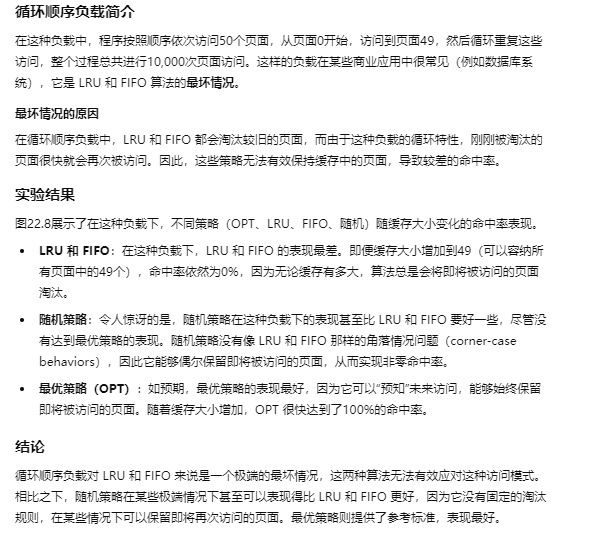 循环顺序负载简介
在这种负载中，程序按照顺序依次访问50个页面，从页面0开始，访问到页面49，然后循环重复这些
访问，整个过程总共进行10,000次页面访问。这样的负载在某些商业应用中很常见（例如数据库系
统），它是 LRU 和 FIFO 算法的最坏情况。
最坏情况的原因
在循环顺序负载中，LRU 和 FIFO 都会淘汰较旧的页面，而由于这种负载的循环特性，刚刚被淘汰的
页面很快就会再次被访问。因此，这些策略无法有效保持缓存中的页面，导致较差的命中率。
实验结果
图22.8展示了在这种负载下，不同策略（OPT、LRU、FIFO、随机）随缓存大小变化的命中率表现。
• LRU 和 FIFO：在这种负载下，LRU 和 FIFO 的表现最差。即便缓存大小增加到49（可以容纳所
有页面中的49个），命中率依然为0%，因为无论缓存有多大，算法总是会将即将被访问的页面
淘汰。
• 随机策略：令人惊讶的是，随机策略在这种负载下的表现甚至比 LRU 和 FIFO 要好一些，尽管没
有达到最优策略的表现。随机策略没有像 LRU 和 FIFO 那样的角落情况问题（corner-case
behaviors），因此它能够偶尔保留即将被访问的页面，从而实现非零命中率。
• 最优策略（OPT）：如预期，最优策略的表现最好，因为它可以“预知”未来访问，能够始终保留
即将被访问的页面。随着缓存大小增加，OPT 很快达到了100%的命中率。
结论
循环顺序负载对 LRU 和 FIFO 来说是一个极端的最坏情况，这两种算法无法有效应对这种访问模式。
相比之下，随机策略在某些极端情况下甚至可以表现得比 LRU 和 FIFO 更好，因为它没有固定的淘汰
规则，在某些情况下可以保留即将再次访问的页面。最优策略则提供了参考标准，表现最好。